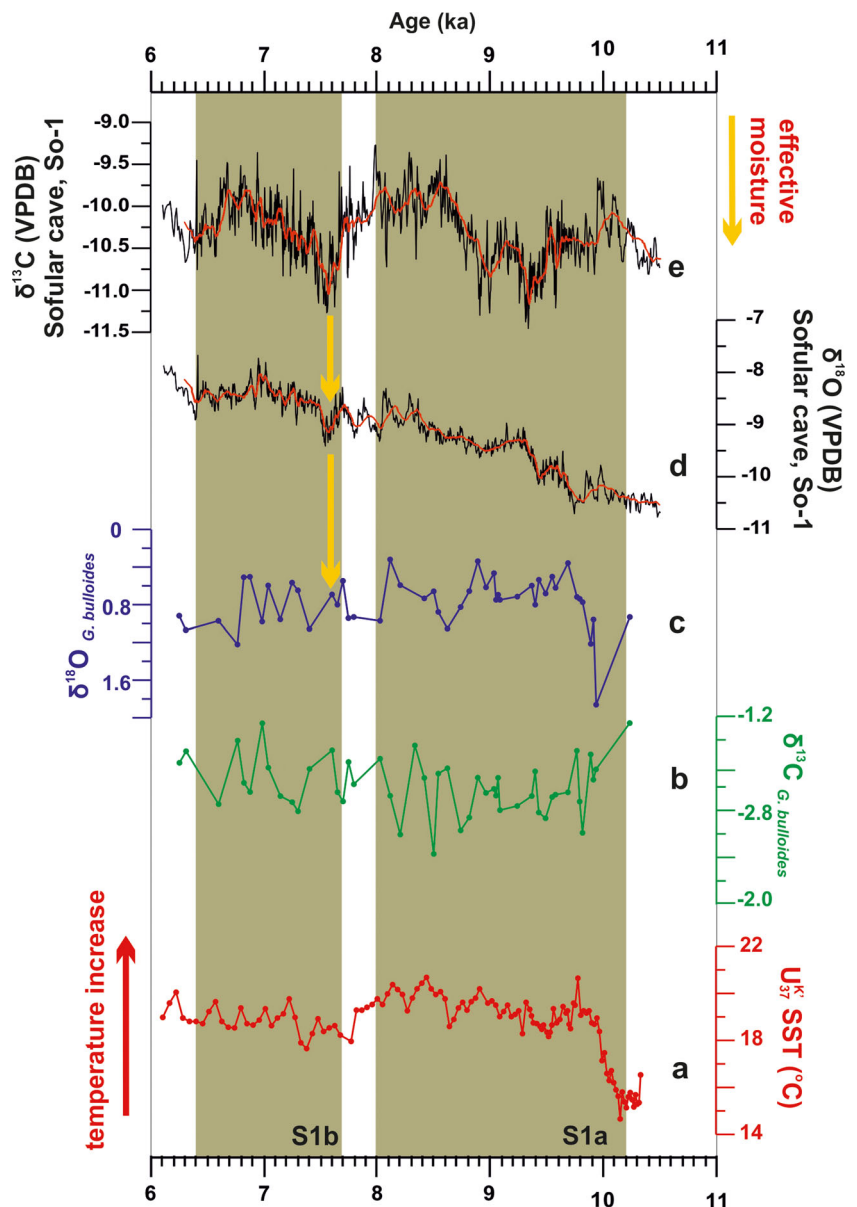 Age (ka)
6 7 8 9 10 11
-9.0
-9.5
-10.0
-10.5
-11.0
-11.5
δ13C (VPDB)
Sofular cave, So-1
effective
moisture
e
-7
-8
-9
-10
-11
δ18O (VPDB)
Sofular cave, So-1
d
0
0.8
1.6
δ18O G. bulloides
c
-1.2
-2.8
-2.0
δ13C G. bulloides
b
temperature increase
22
18
14
UK'37 SST (°C)
a
S1b S1a
6 7 8 9 10 11